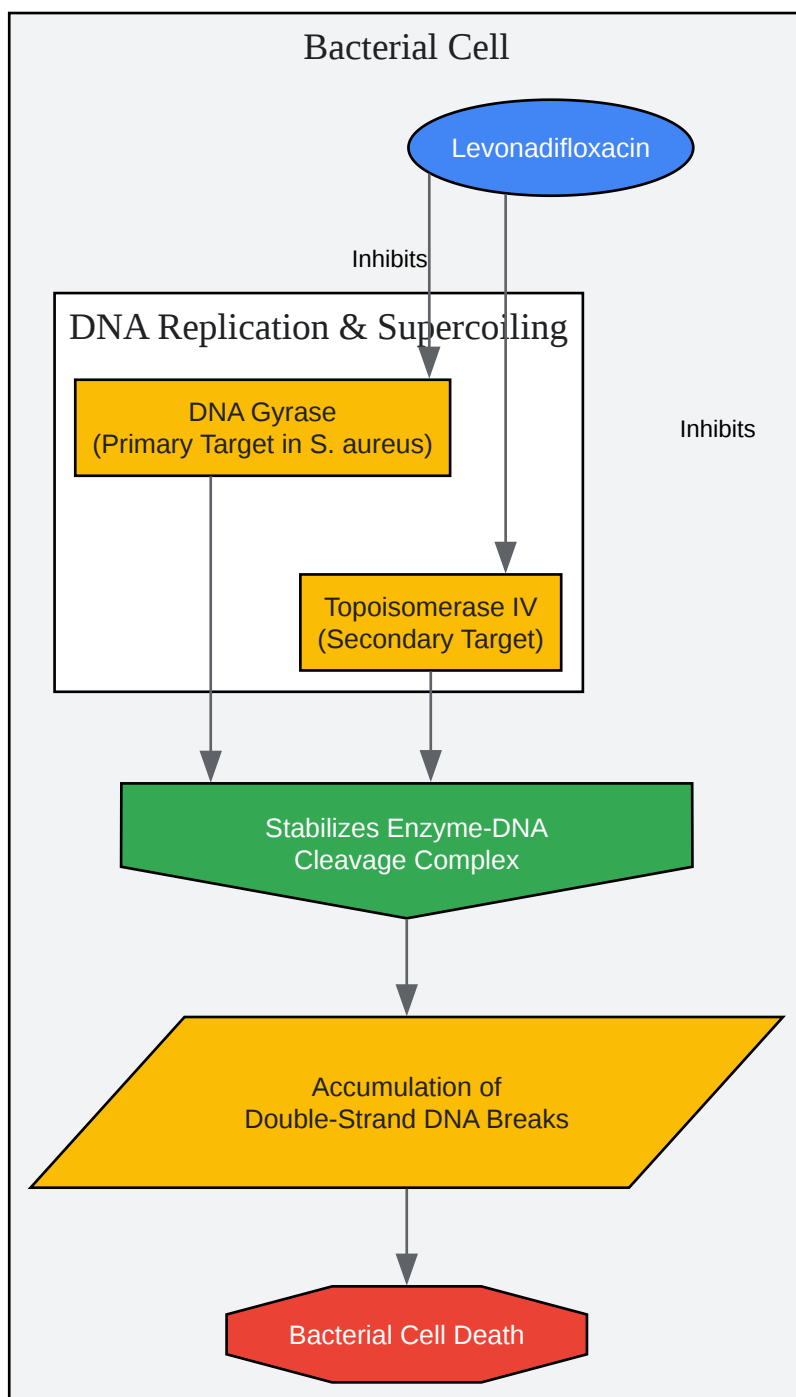 Bacterial Cell
Levonadifloxacin
Inhibits
DNA Replication & Supercoiling
DNA Gyrase
(Primary Target in S. aureus)
Inhibits
Topoisomerase IV
(Secondary Target)
Stabilizes Enzyme-DNA
Cleavage Complex
Accumulation of
Double-Strand DNA Breaks
Bacterial Cell Death